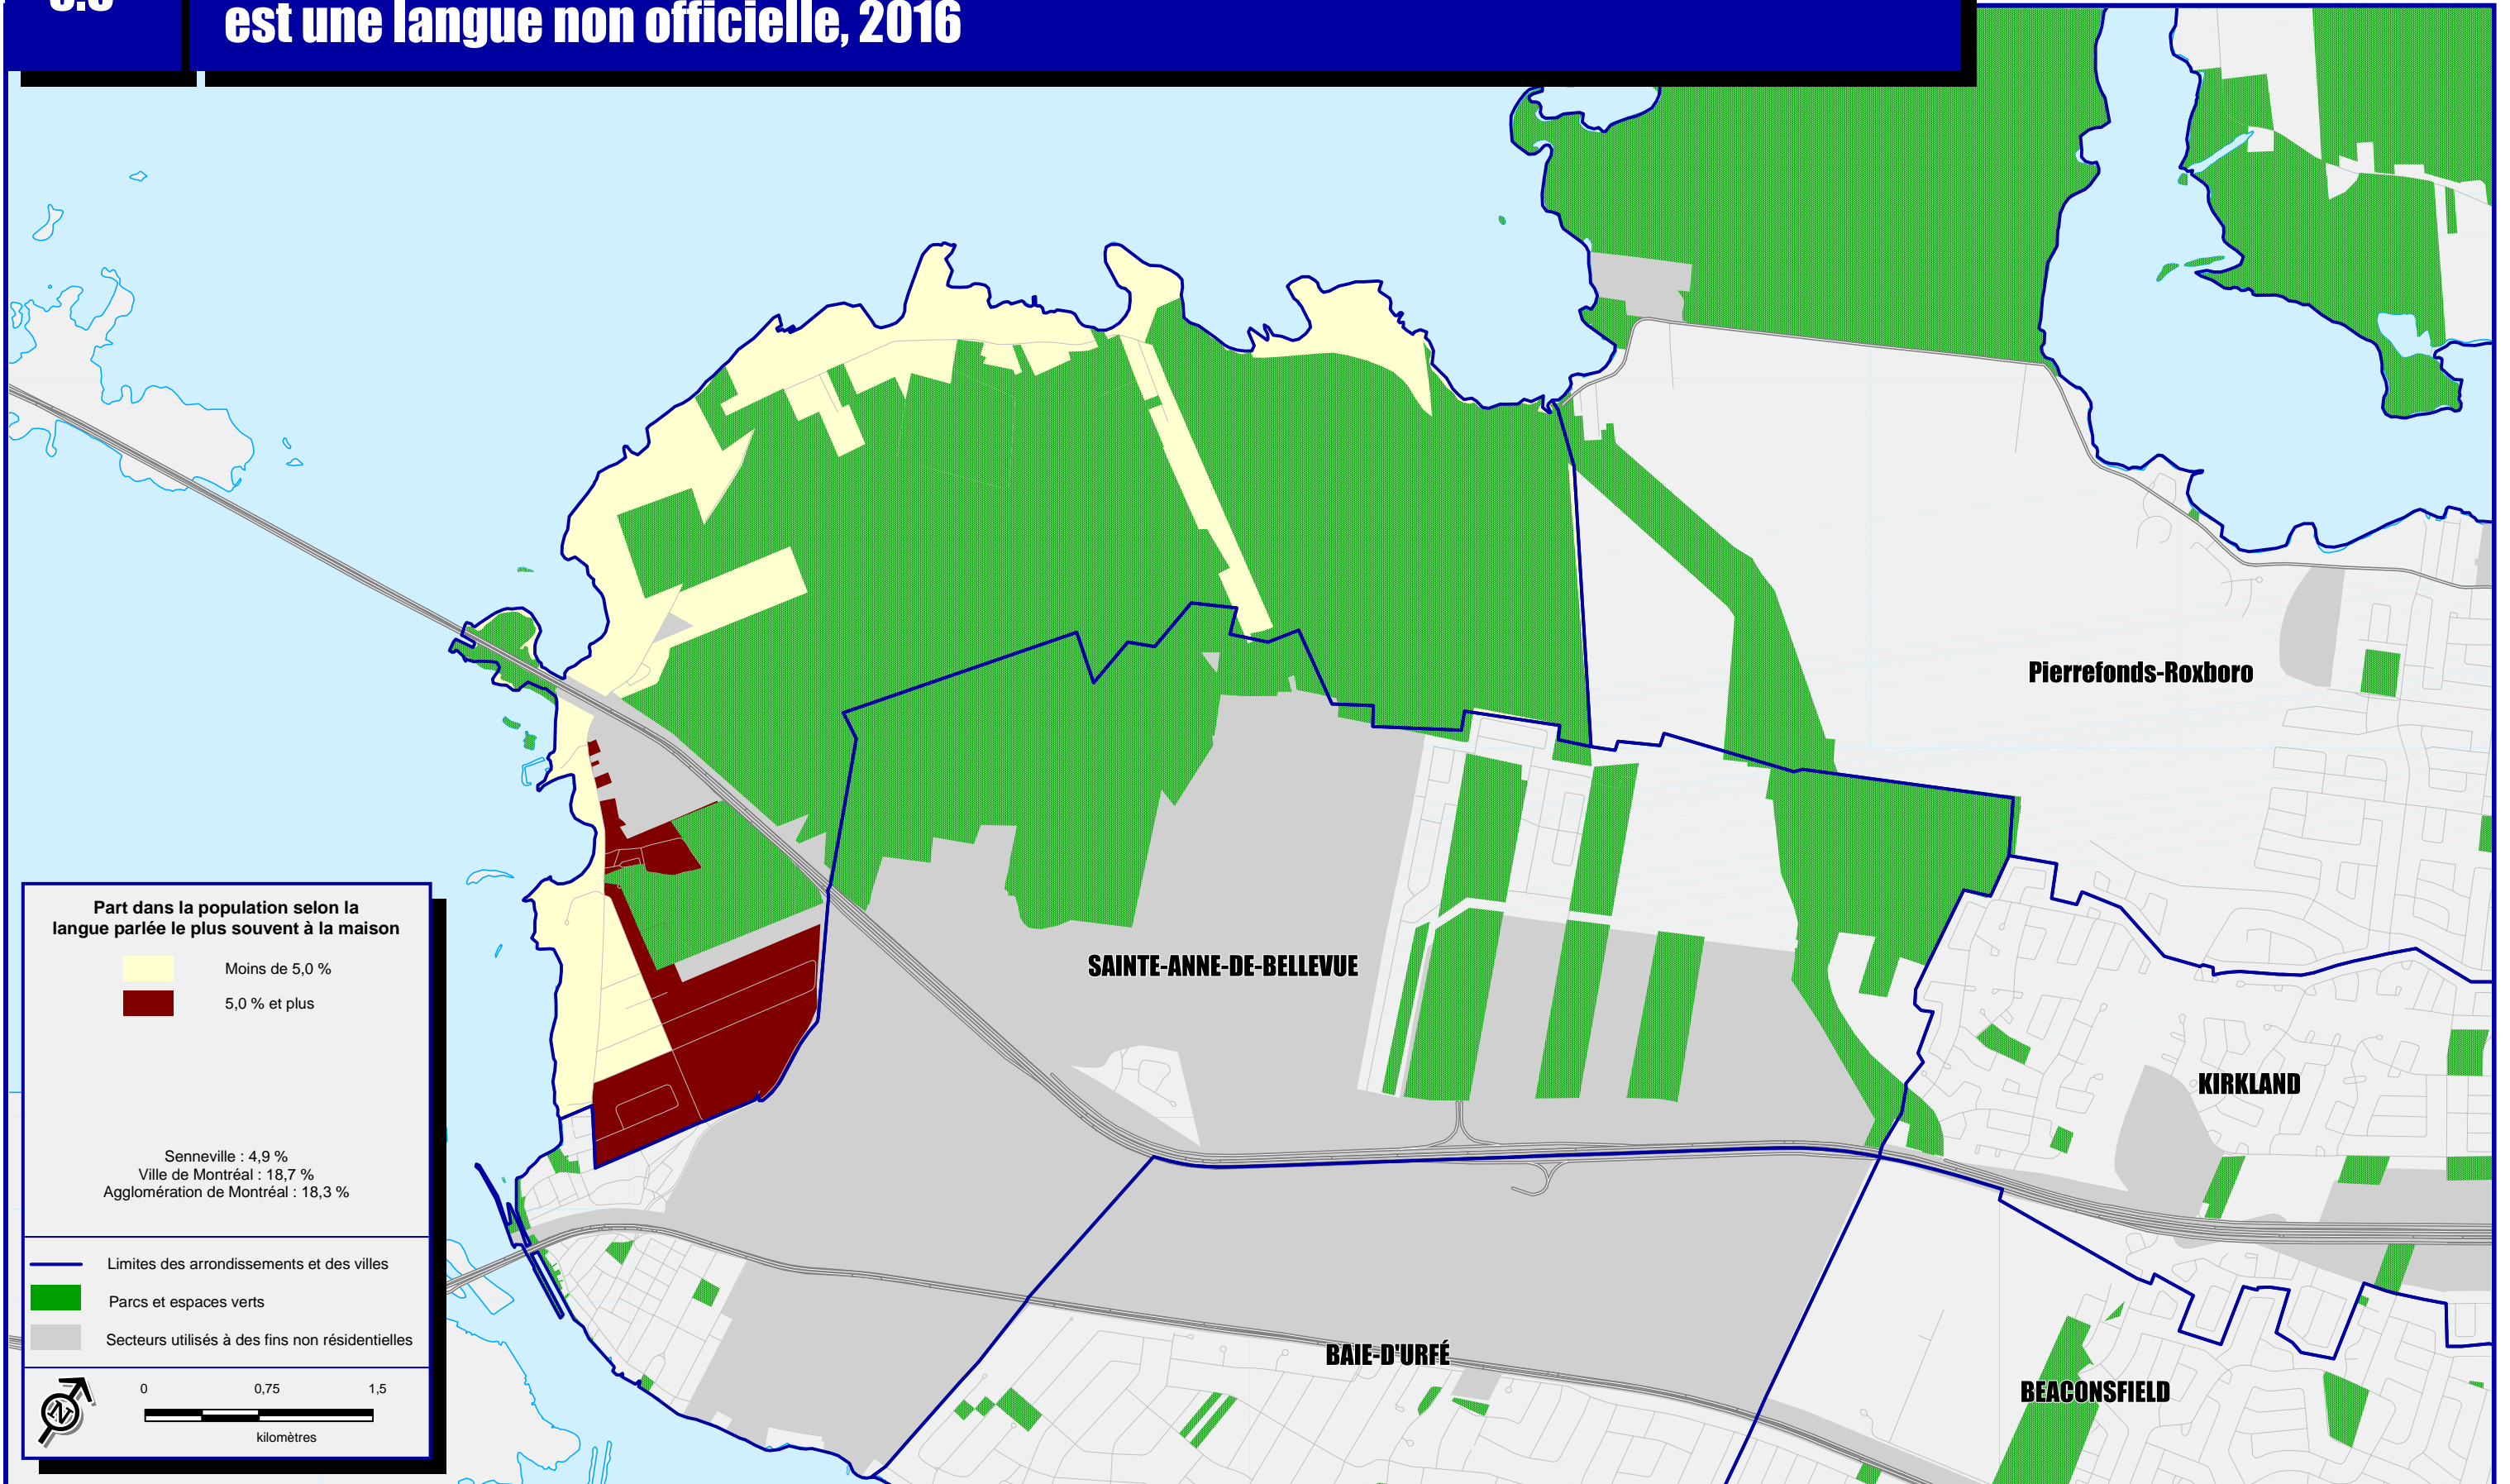 est une langue non officielle, 2016
Pierrefonds-Roxboro
SAINTE-ANNE-DE-BELLEVUE
KIRKLAND
BAIE-D'URFÉ
BEACONSFIELD
Part dans la population selon la
langue parlée le plus souvent à la maison
Moins de 5,0 %
5,0 % et plus
Senneville : 4,9 %
Ville de Montréal : 18,7 %
Agglomération de Montréal : 18,3 %
Limites des arrondissements et des villes
Parcs et espaces verts
Secteurs utilisés à des fins non résidentielles
N
0 0,75 1,5
kilomètres